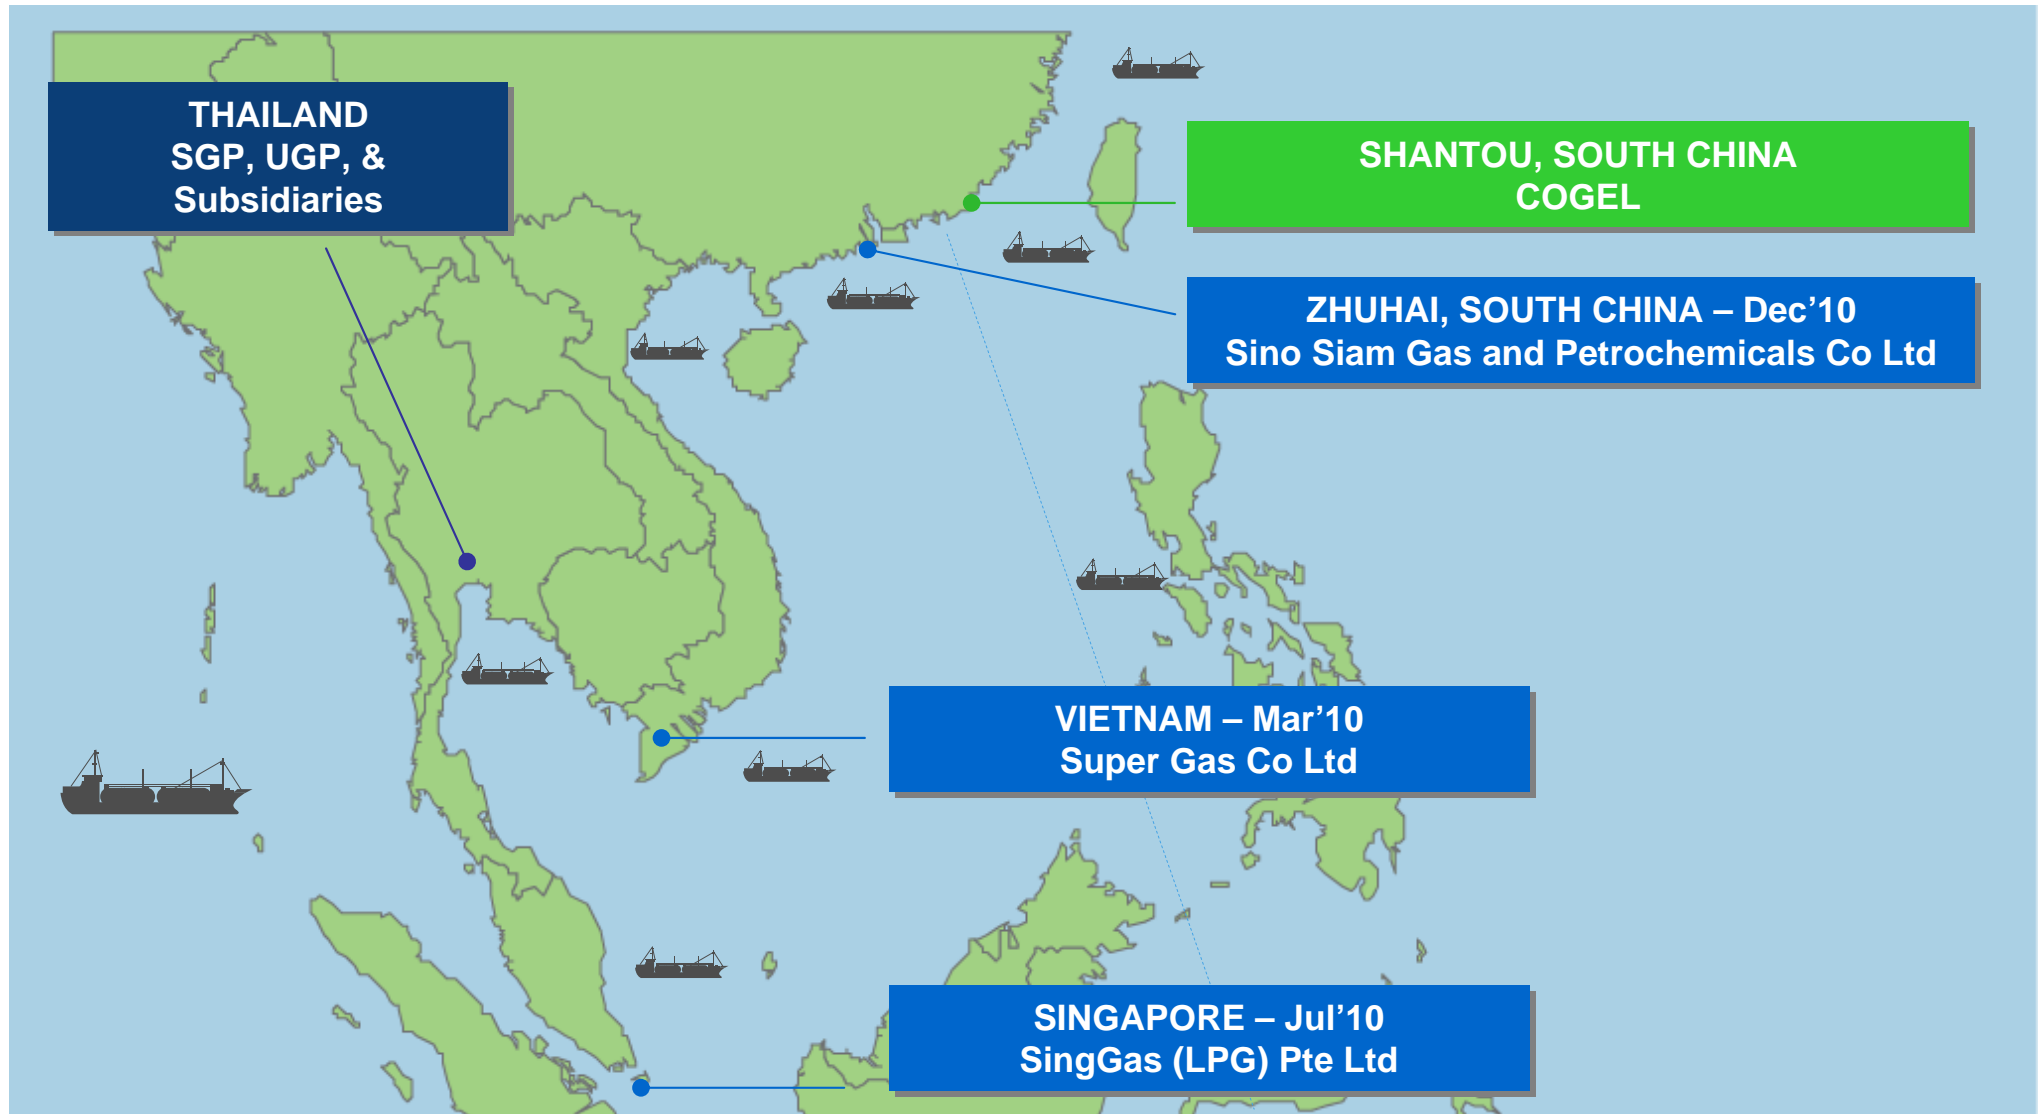 THAILAND
SGP, UGP, &
Subsidiaries
SHANTOU, SOUTH CHINA
COGEL
ZHUHAI, SOUTH CHINA – Dec’10
Sino Siam Gas and Petrochemicals Co Ltd
VIETNAM – Mar’10
Super Gas Co Ltd
SINGAPORE – Jul’10
SingGas (LPG) Pte Ltd